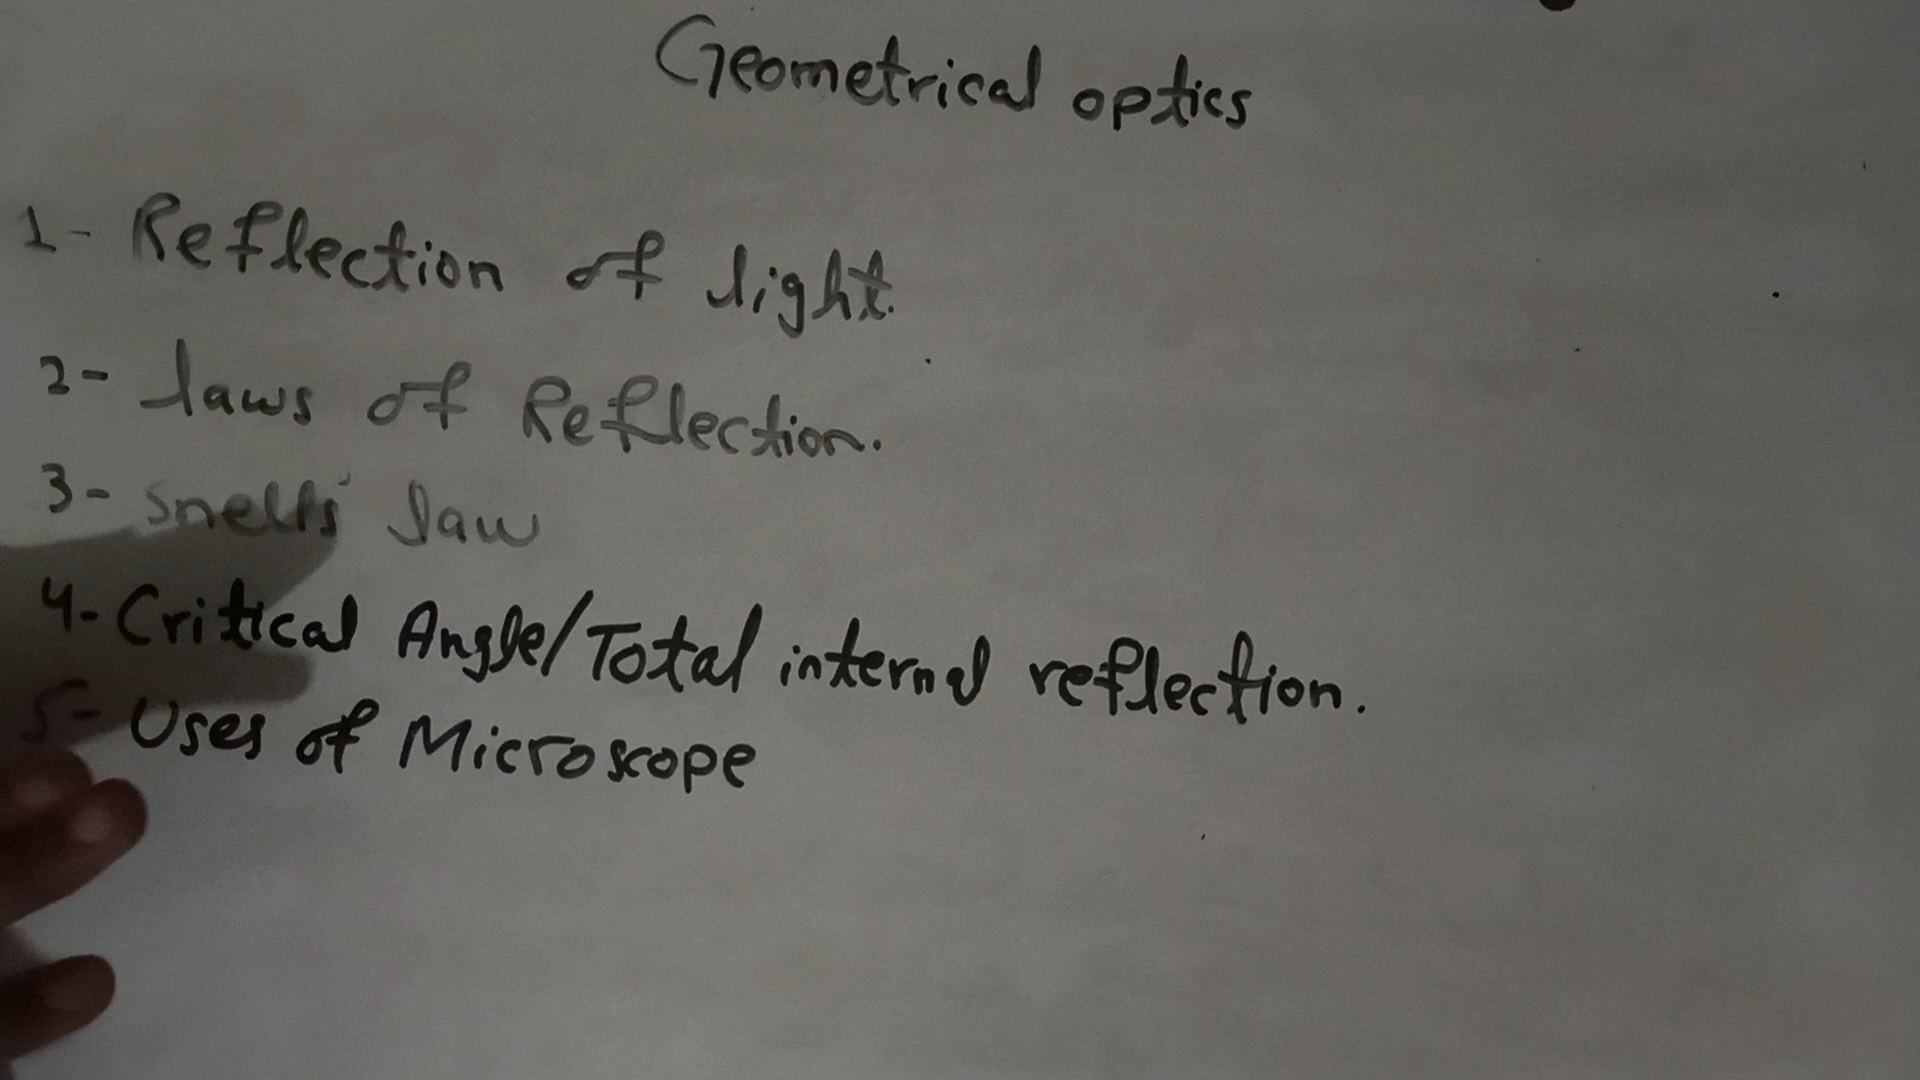 Geometrical optics
1- Reflection of light.
2- laws of Reflection.
3- Snells' law
4- Critical Angle/Total internal reflection.
5- Uses of Microscope